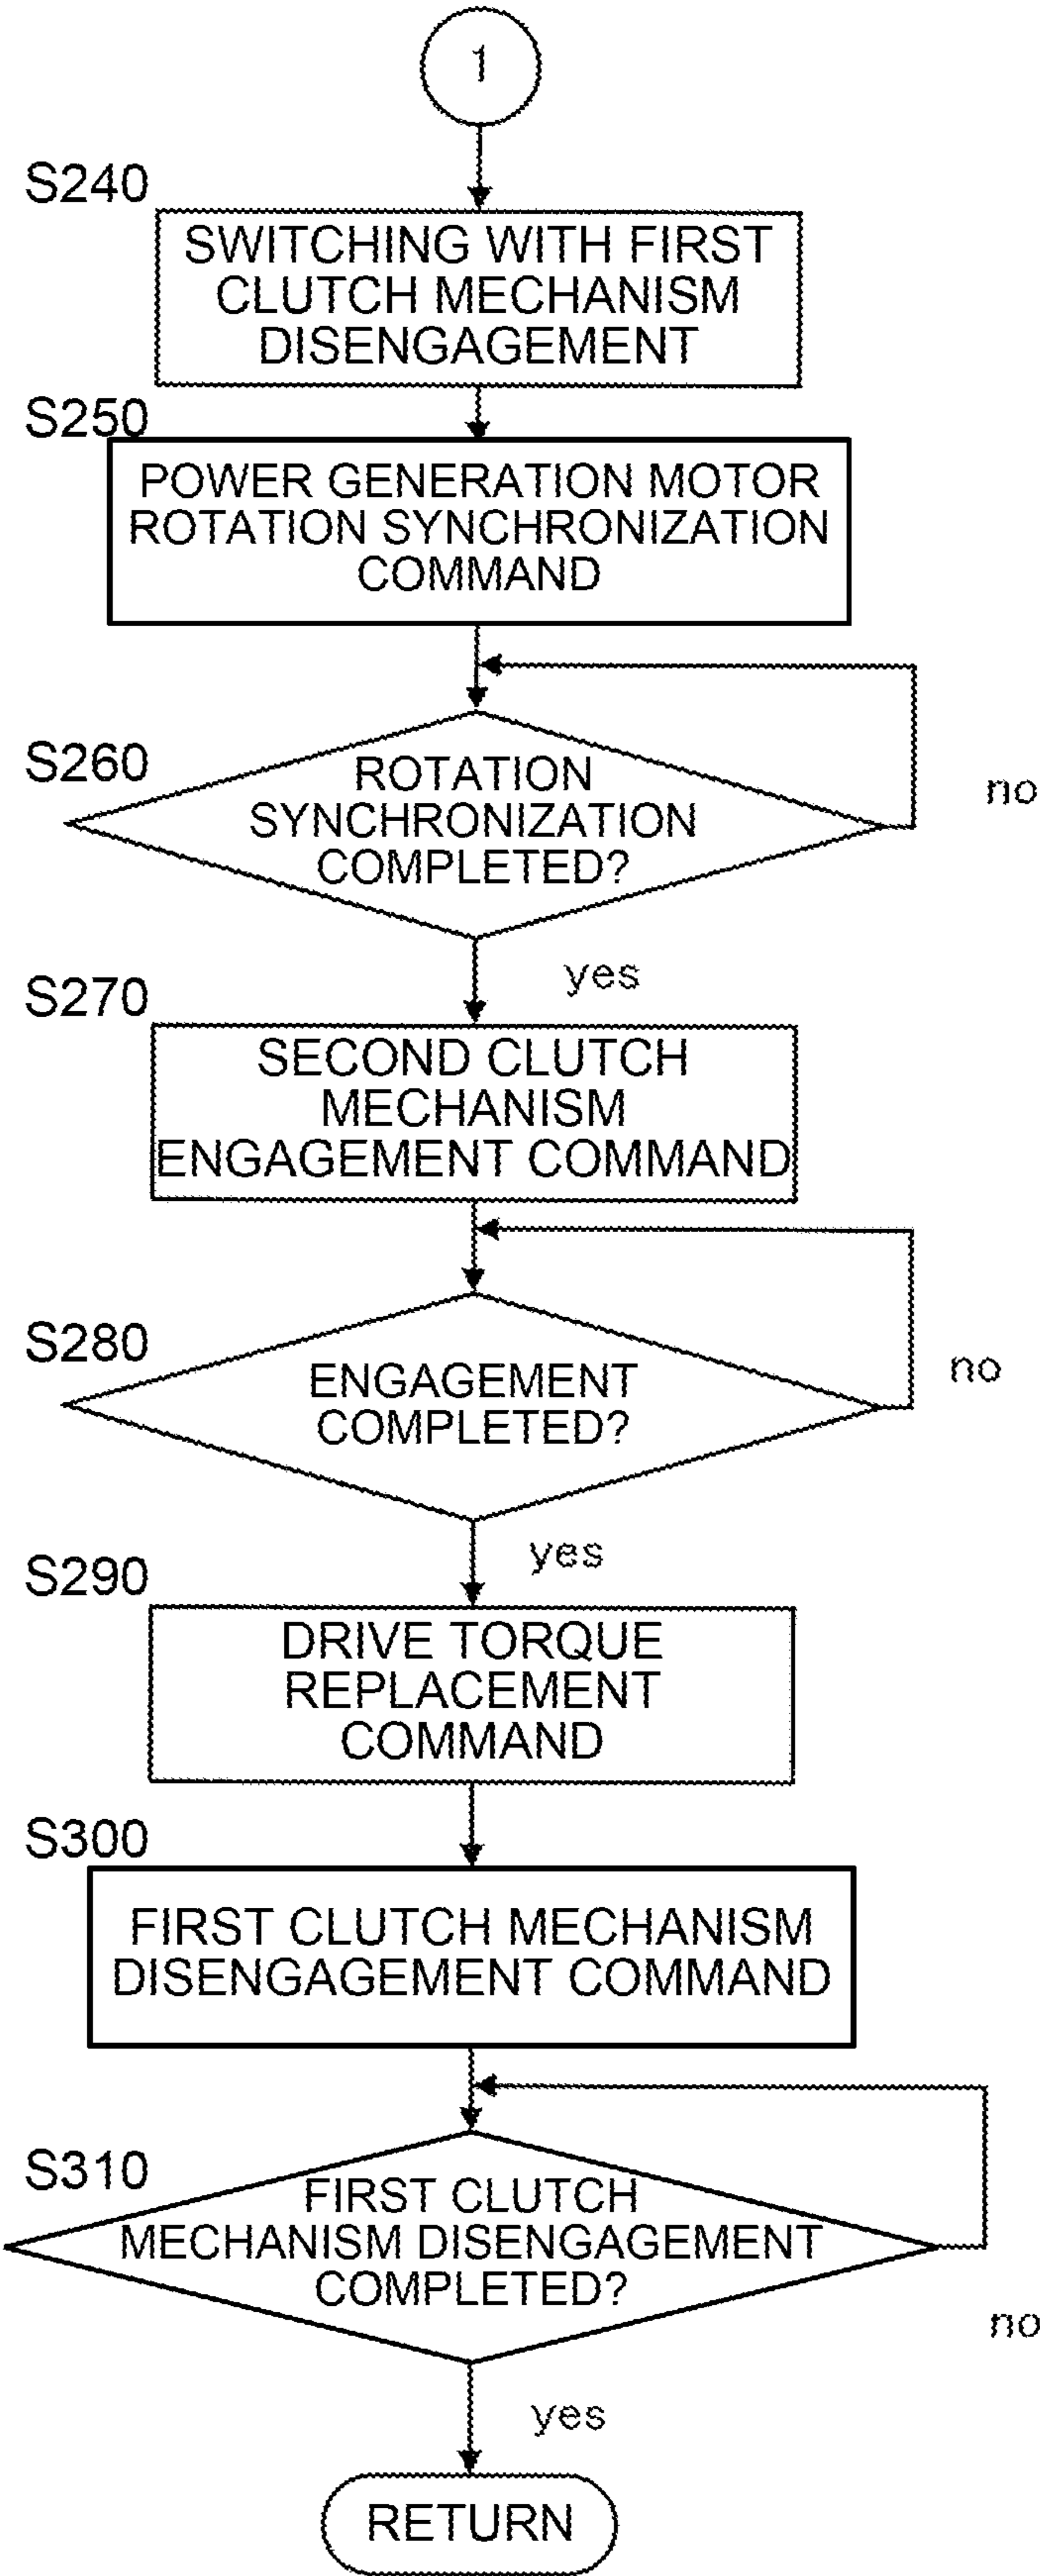 1
S240
SWITCHING WITH FIRST
CLUTCH MECHANISM
DISENGAGEMENT
S250
POWER GENERATION MOTOR
ROTATION SYNCHRONIZATION
COMMAND
S260
ROTATION
SYNCHRONIZATION
COMPLETED?
no
yes
S270
SECOND CLUTCH
MECHANISM
ENGAGEMENT COMMAND
S280
ENGAGEMENT
COMPLETED?
no
yes
S290
DRIVE TORQUE
REPLACEMENT
COMMAND
S300
FIRST CLUTCH MECHANISM
DISENGAGEMENT COMMAND
S310
FIRST CLUTCH
MECHANISM DISENGAGEMENT
COMPLETED?
no
yes
RETURN